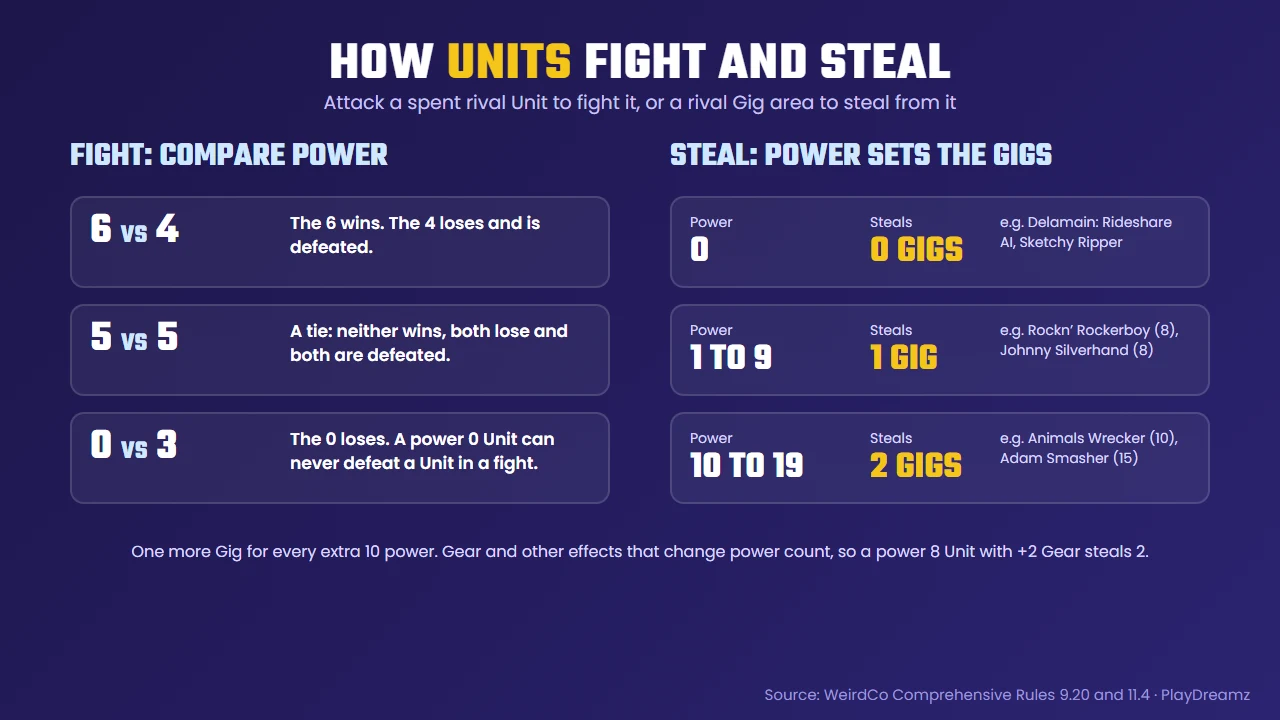 HOW UNITS FIGHT AND STEAL
Attack a spent rival Unit to fight it, or a rival Gig area to steal from it
FIGHT: COMPARE POWER
6 vs 4
The 6 wins. The 4 loses and is
defeated.
5 vs 5
A tie: neither wins, both lose and
both are defeated.
0 vs 3
The 0 loses. A power 0 Unit can
never defeat a Unit in a fight.
STEAL: POWER SETS THE GIGS
Power
0
Steals
0 GIGS
e.g. Delamain: Rideshare
AI, Sketchy Ripper
Power
1 TO 9
Steals
1 GIG
e.g. Rockn’ Rockerboy (8),
Johnny Silverhand (8)
Power
10 TO 19
Steals
2 GIGS
e.g. Animals Wrecker (10),
Adam Smasher (15)
One more Gig for every extra 10 power. Gear and other effects that change power count, so a power 8 Unit with +2 Gear steals 2.
Source: WeirdCo Comprehensive Rules 9.20 and 11.4 · PlayDreamz